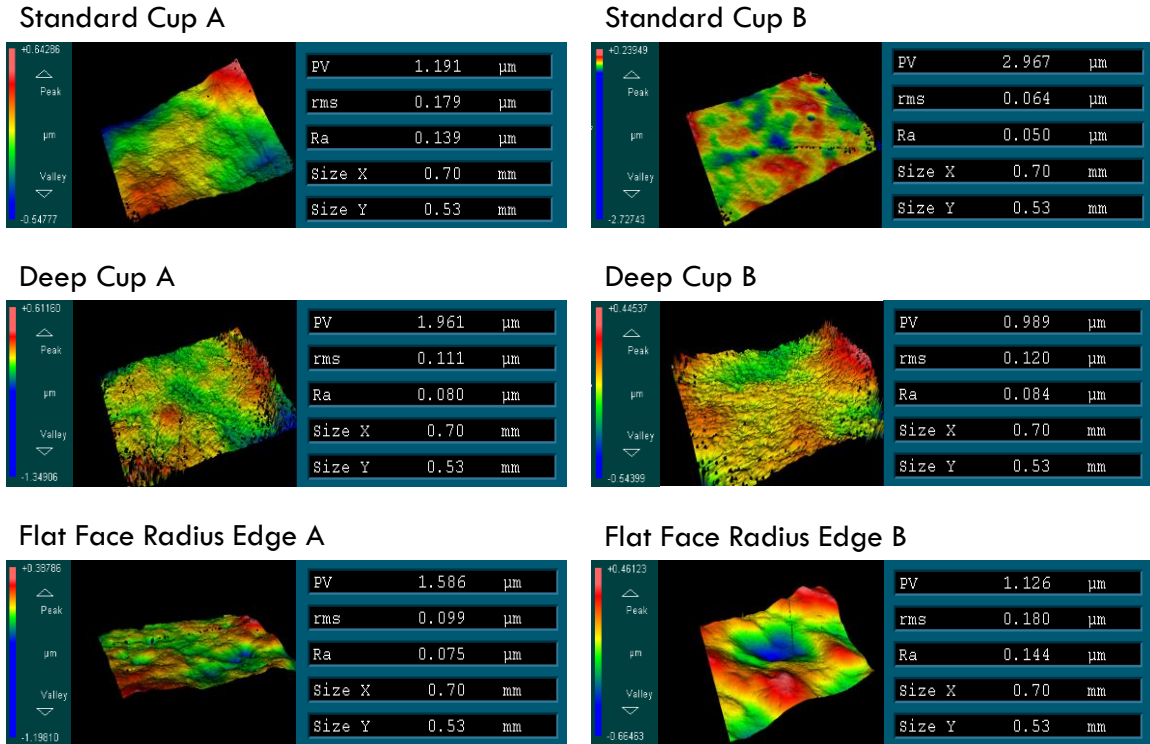 Standard Cup A
+0.64286
Peak
µm
Valley
-0.54777
PV 1.191 µm
rms 0.179 µm
Ra 0.139 µm
Size X 0.70 mm
Size Y 0.53 mm
Standard Cup B
+0.23949
Peak
µm
Valley
-2.72743
PV 2.967 µm
rms 0.064 µm
Ra 0.050 µm
Size X 0.70 mm
Size Y 0.53 mm
Deep Cup A
+0.61160
Peak
µm
Valley
-1.34906
PV 1.961 µm
rms 0.111 µm
Ra 0.080 µm
Size X 0.70 mm
Size Y 0.53 mm
Deep Cup B
+0.44537
Peak
µm
Valley
-0.54399
PV 0.989 µm
rms 0.120 µm
Ra 0.084 µm
Size X 0.70 mm
Size Y 0.53 mm
Flat Face Radius Edge A
+0.38786
Peak
µm
Valley
-1.19810
PV 1.586 µm
rms 0.099 µm
Ra 0.075 µm
Size X 0.70 mm
Size Y 0.53 mm
Flat Face Radius Edge B
+0.46123
Peak
µm
Valley
-0.66463
PV 1.126 µm
rms 0.180 µm
Ra 0.144 µm
Size X 0.70 mm
Size Y 0.53 mm